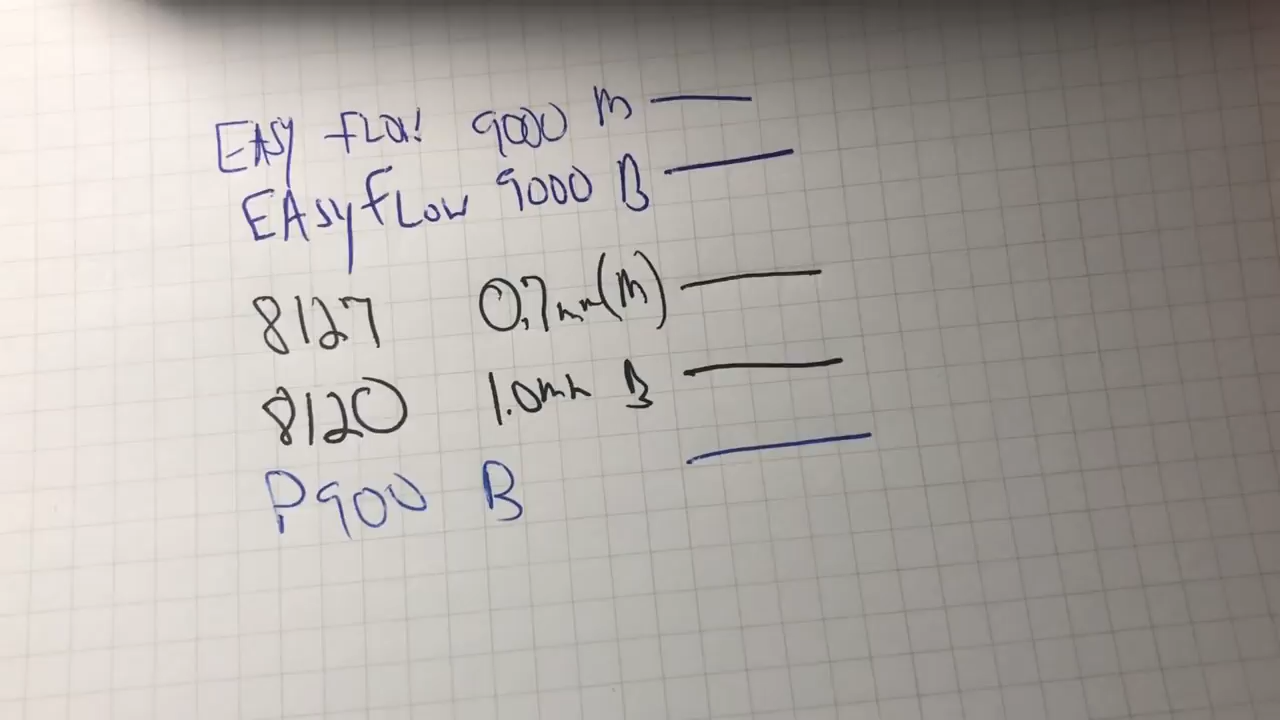 EASY FLOW 9000 M
EASYFLOW 9000 B
8127 0,7mm(M)
8120 1.0mm B
P900 B